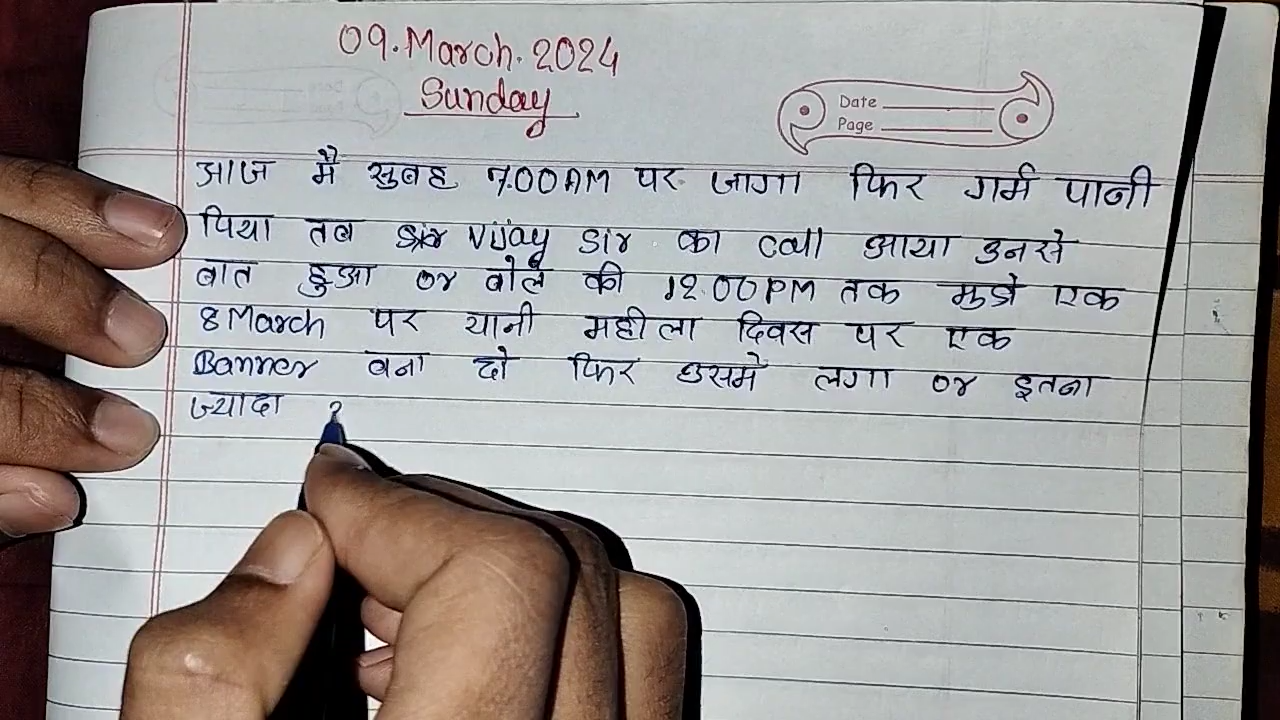 09.March.2024
Sunday
Date
Page
आज मै सुबह 7.00AM पर जागा फिर गर्म पानी
पिया तब Vijay Sir का Call आया उनसे
बात हुआ or बोले की 12.00PM तक मुझे एक
8 March पर यानी महीला दिवस पर एक
Banner बना दो फिर उसमें लगा or इतना
ज्यादा